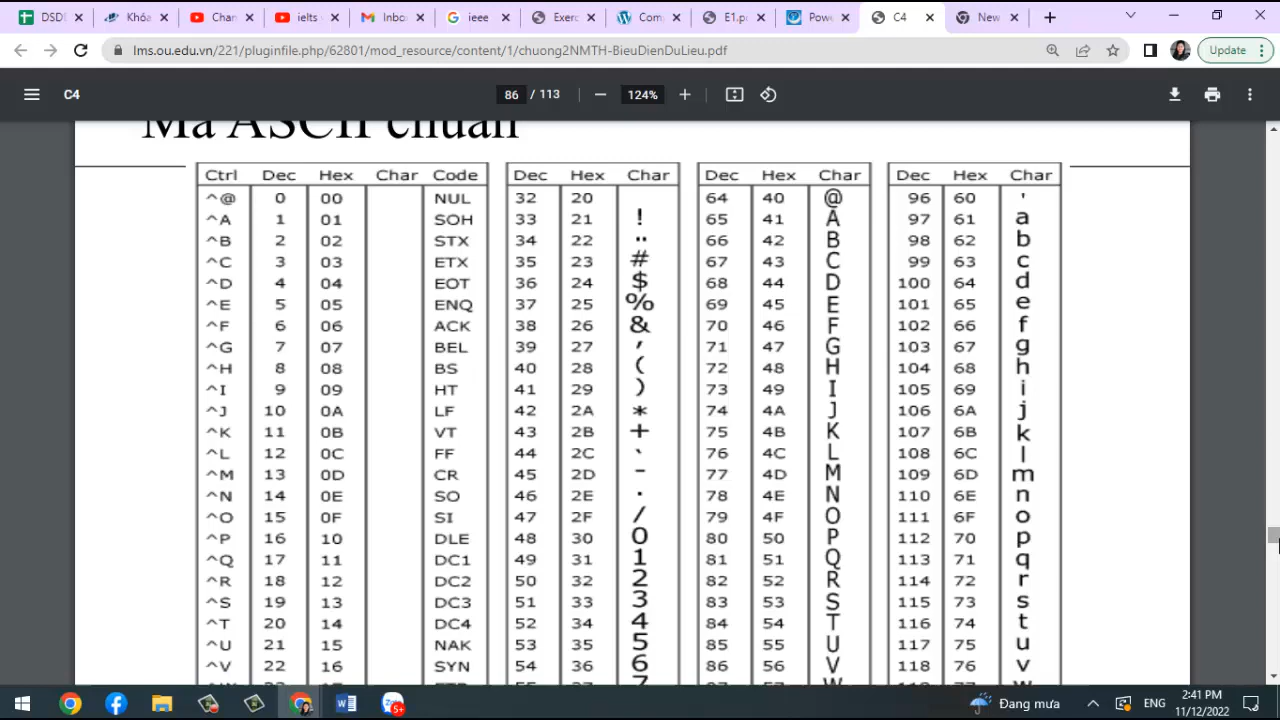 DSDI
Khóa
Chan
ielts v
Inbo
ieee
Exerc
Com
E1.p
Powe
C4
New
lms.ou.edu.vn/221/pluginfile.php/62801/mod_resource/content/1/chuong2NMTH-BieuDienDuLieu.pdf
Update
C4
86 / 113
124%
Mã ASCII chuẩn
Ctrl Dec Hex Char Code Dec Hex Char Dec Hex Char Dec Hex Char
^@ 0 00 NUL 32 20 64 40 @ 96 60 '
^A 1 01 SOH 33 21 ! 65 41 A 97 61 a
^B 2 02 STX 34 22 " 66 42 B 98 62 b
^C 3 03 ETX 35 23 # 67 43 C 99 63 c
^D 4 04 EOT 36 24 $ 68 44 D 100 64 d
^E 5 05 ENQ 37 25 % 69 45 E 101 65 e
^F 6 06 ACK 38 26 & 70 46 F 102 66 f
^G 7 07 BEL 39 27 ' 71 47 G 103 67 g
^H 8 08 BS 40 28 ( 72 48 H 104 68 h
^I 9 09 HT 41 29 ) 73 49 I 105 69 i
^J 10 0A LF 42 2A * 74 4A J 106 6A j
^K 11 0B VT 43 2B + 75 4B K 107 6B k
^L 12 0C FF 44 2C ` 76 4C L 108 6C l
^M 13 0D CR 45 2D - 77 4D M 109 6D m
^N 14 0E SO 46 2E . 78 4E N 110 6E n
^O 15 0F SI 47 2F / 79 4F O 111 6F o
^P 16 10 DLE 48 30 0 80 50 P 112 70 p
^Q 17 11 DC1 49 31 1 81 51 Q 113 71 q
^R 18 12 DC2 50 32 2 82 52 R 114 72 r
^S 19 13 DC3 51 33 3 83 53 S 115 73 s
^T 20 14 DC4 52 34 4 84 54 T 116 74 t
^U 21 15 NAK 53 35 5 85 55 U 117 75 u
^V 22 16 SYN 54 36 6 86 56 V 118 76 v
Đang mưa
ENG
2:41 PM
11/12/2022